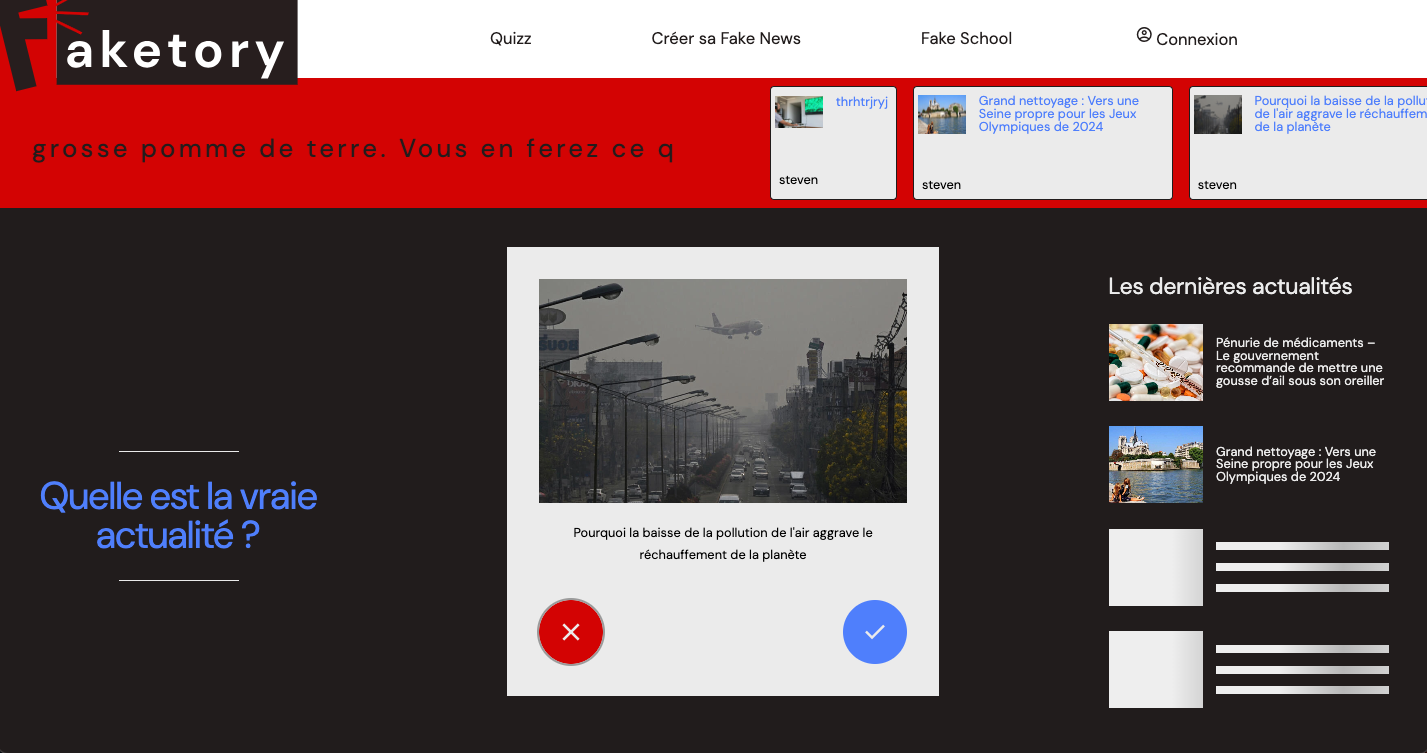 Faketory
Quizz
Créer sa Fake News
Fake School
Connexion
grosse pomme de terre. Vous en ferez ce q
thrhtrjryj
steven
Grand nettoyage : Vers une
Seine propre pour les Jeux
Olympiques de 2024
steven
Pourquoi la baisse de la pollu
de l'air aggrave le réchauffem
de la planète
steven
Quelle est la vraie
actualité ?
Pourquoi la baisse de la pollution de l'air aggrave le
réchauffement de la planète
Les dernières actualités
Pénurie de médicaments –
Le gouvernement
recommande de mettre une
gousse d'ail sous son oreiller
Grand nettoyage : Vers une
Seine propre pour les Jeux
Olympiques de 2024